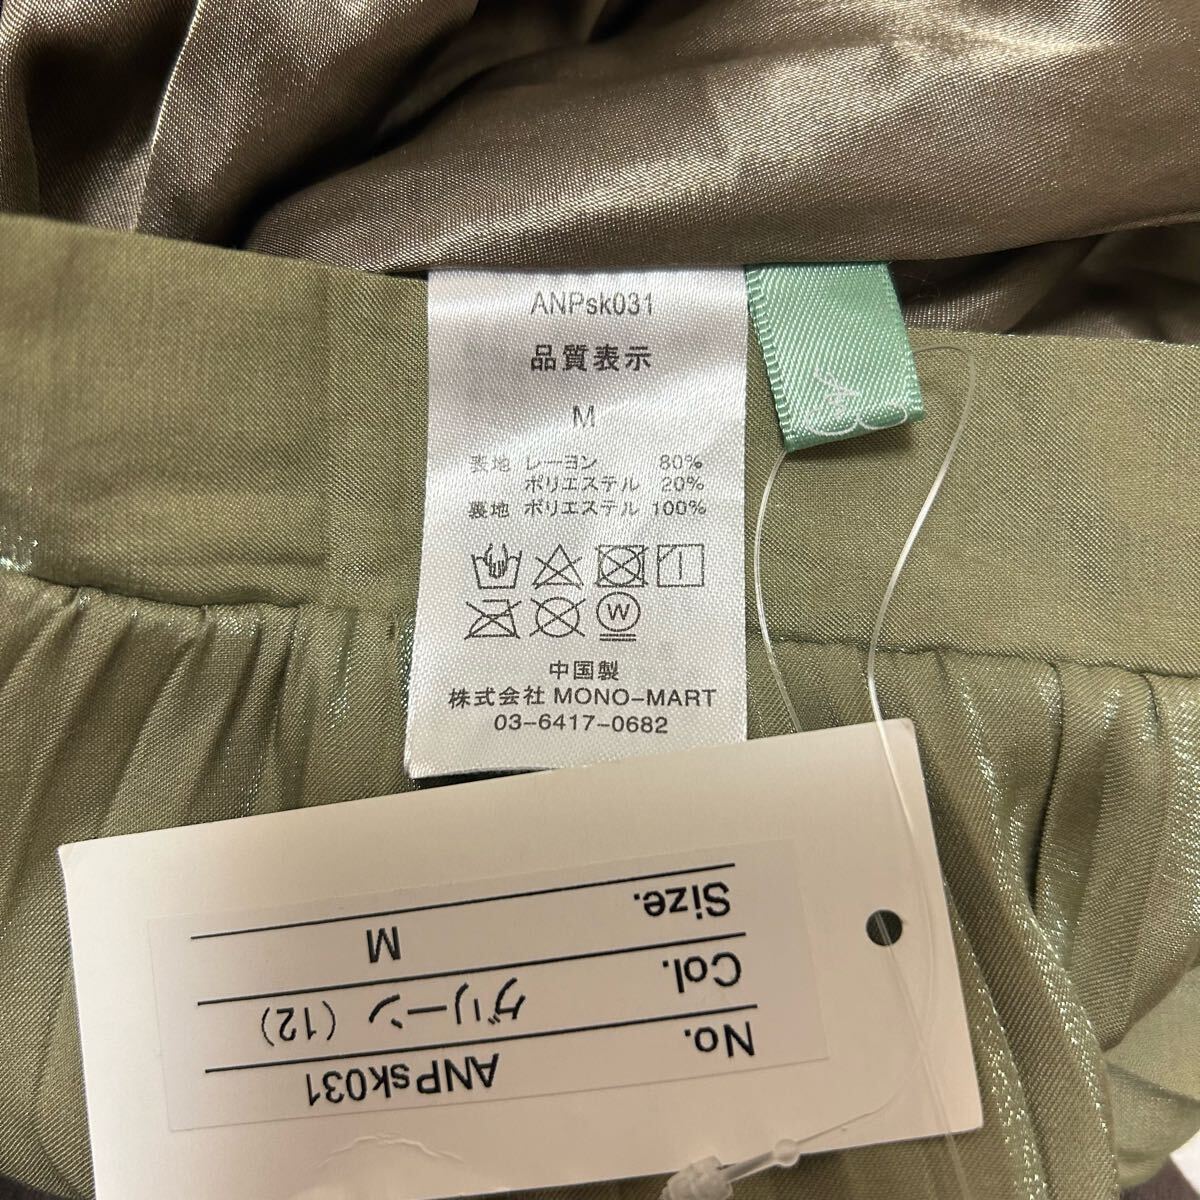 ANPsk031
品質表示
M
表地 レーヨン 80%
ポリエステル 20%
裏地 ポリエステル 100%
W
中国製
株式会社 MONO-MART
03-6417-0682
No. ANPsk031
Col. グリーン (12)
Size. M